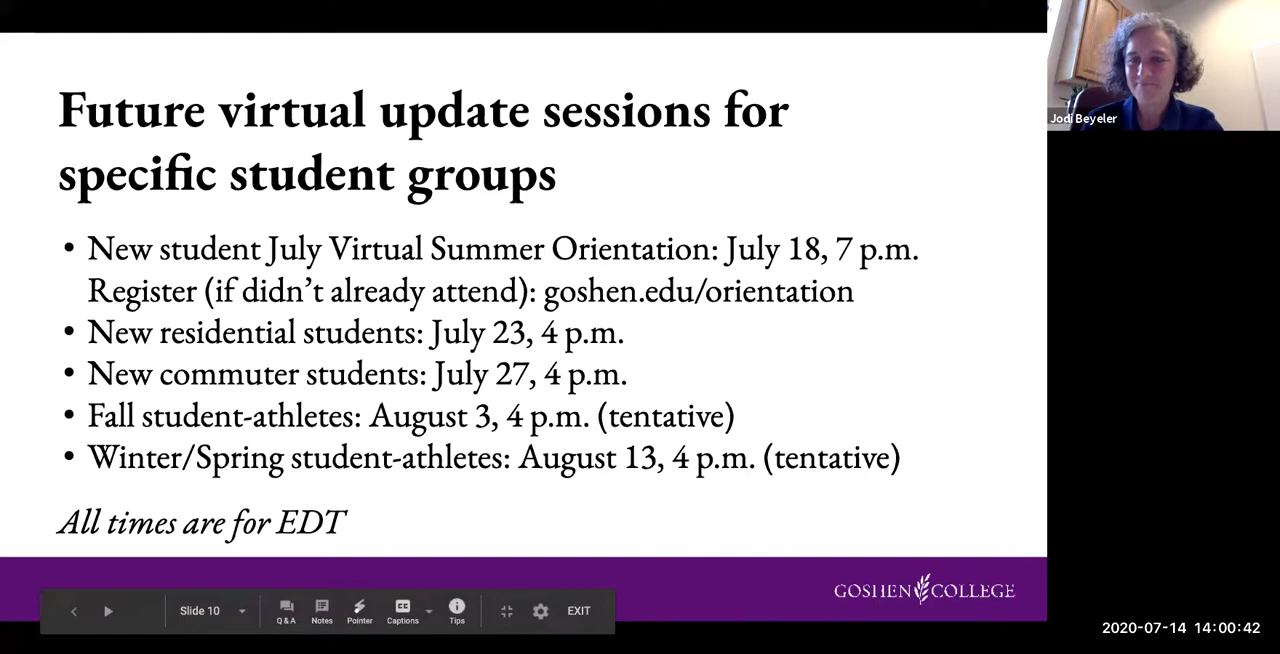 Future virtual update sessions for
specific student groups
• New student July Virtual Summer Orientation: July 18, 7 p.m.
Register (if didn’t already attend): goshen.edu/orientation
• New residential students: July 23, 4 p.m.
• New commuter students: July 27, 4 p.m.
• Fall student-athletes: August 3, 4 p.m. (tentative)
• Winter/Spring student-athletes: August 13, 4 p.m. (tentative)
All times are for EDT
GOSHEN COLLEGE
Slide 10
Q & A
Notes
Pointer
CC
Captions
Tips
EXIT
Jodi Beyeler
2020-07-14 14:00:42